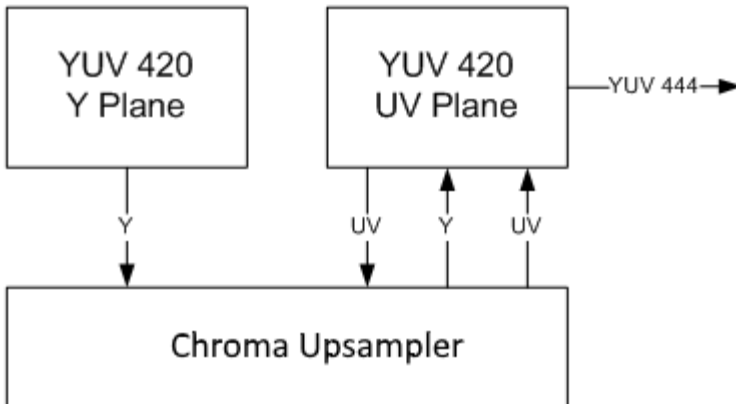 YUV 420
Y Plane
YUV 420
UV Plane
YUV 444
Y
UV
Y
UV
Chroma Upsampler